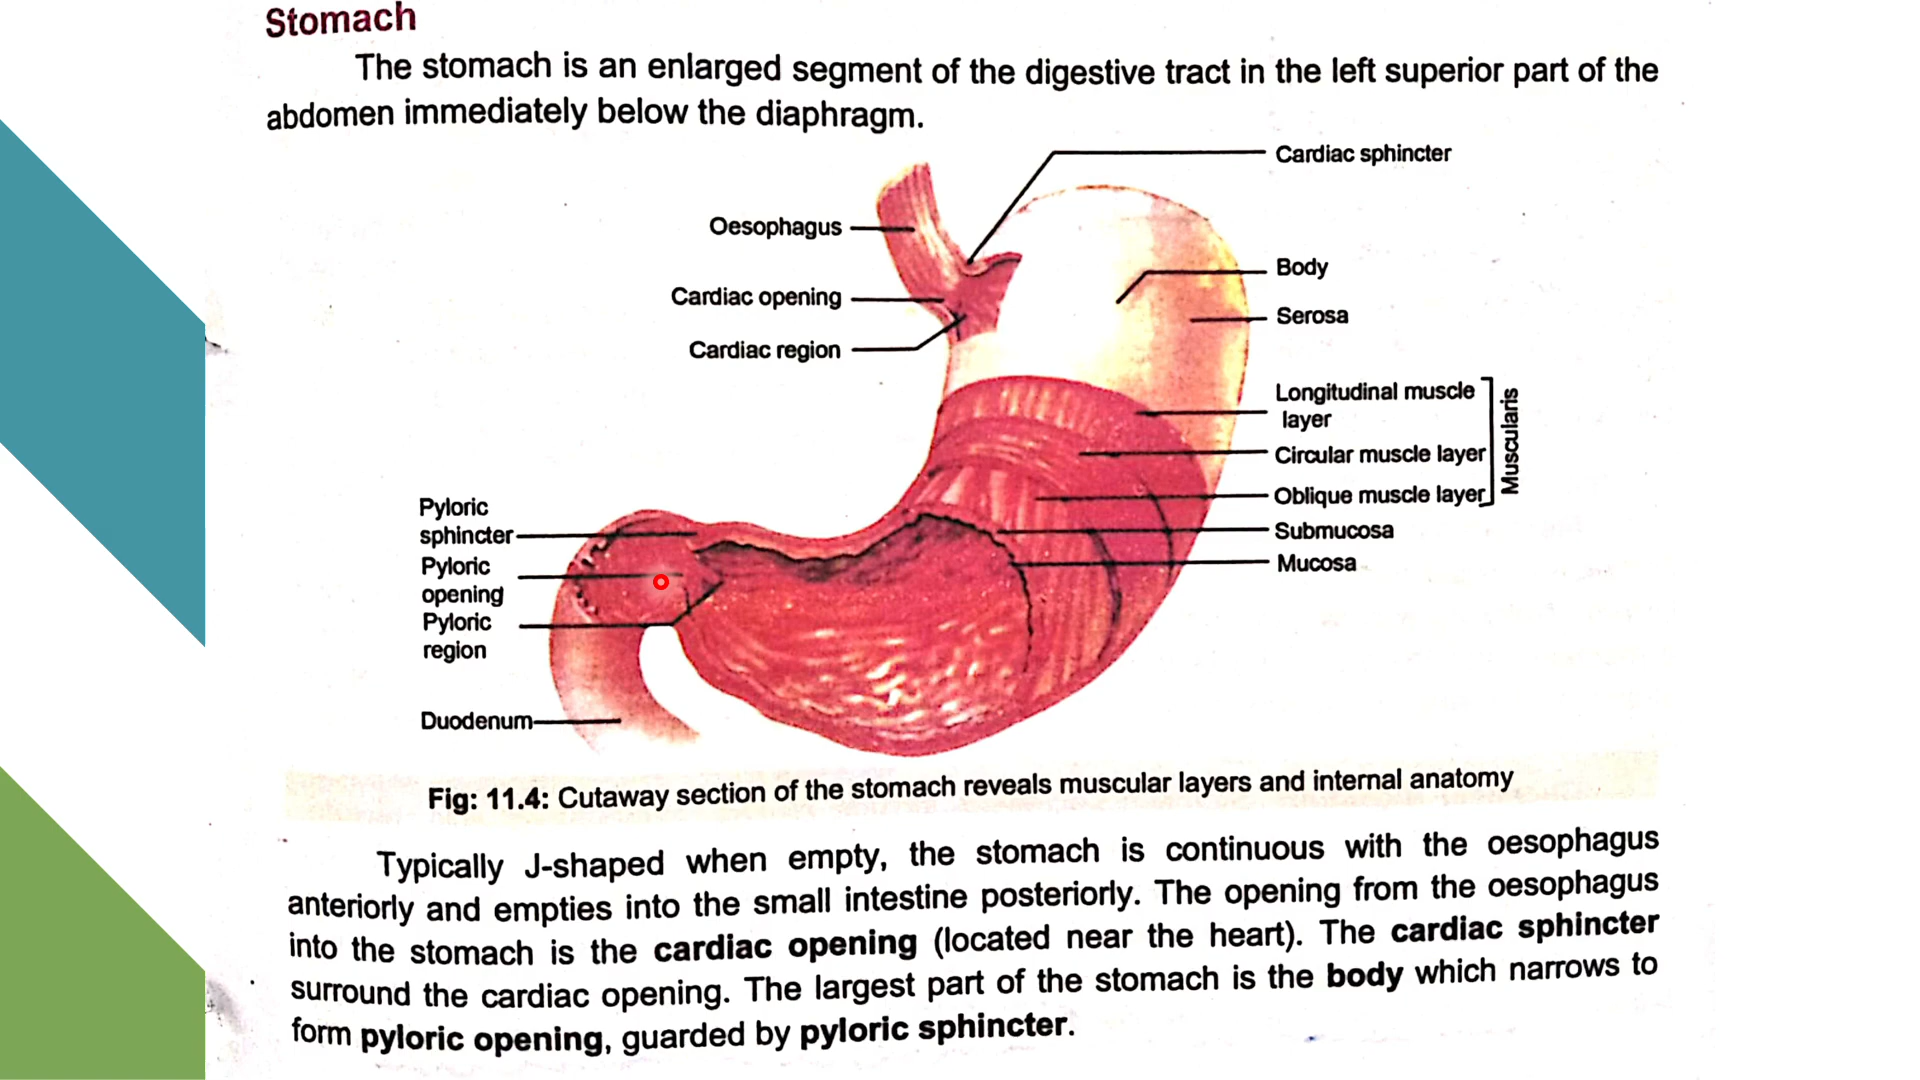 Stomach
The stomach is an enlarged segment of the digestive tract in the left superior part of the
abdomen immediately below the diaphragm.
Cardiac sphincter
Oesophagus
Body
Cardiac opening
Serosa
Cardiac region
Longitudinal muscle
layer
Circular muscle layer
Oblique muscle layer
Muscularis
Pyloric
sphincter
Submucosa
Pyloric
opening
Mucosa
Pyloric
region
Duodenum
Fig: 11.4: Cutaway section of the stomach reveals muscular layers and internal anatomy
Typically J-shaped when empty, the stomach is continuous with the oesophagus
anteriorly and empties into the small intestine posteriorly. The opening from the oesophagus
into the stomach is the cardiac opening (located near the heart). The cardiac sphincter
surround the cardiac opening. The largest part of the stomach is the body which narrows to
form pyloric opening, guarded by pyloric sphincter.